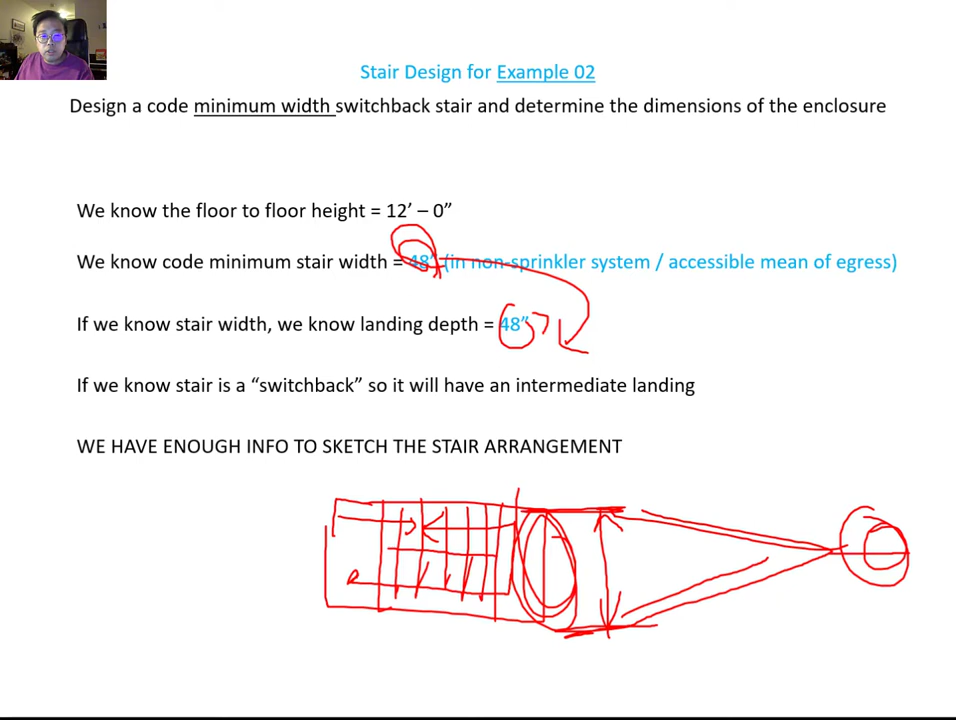 Stair Design for Example 02
Design a code minimum width switchback stair and determine the dimensions of the enclosure
We know the floor to floor height = 12’ – 0”
We know code minimum stair width = 48” (in non-sprinkler system / accessible mean of egress)
If we know stair width, we know landing depth = 48”
If we know stair is a “switchback” so it will have an intermediate landing
WE HAVE ENOUGH INFO TO SKETCH THE STAIR ARRANGEMENT